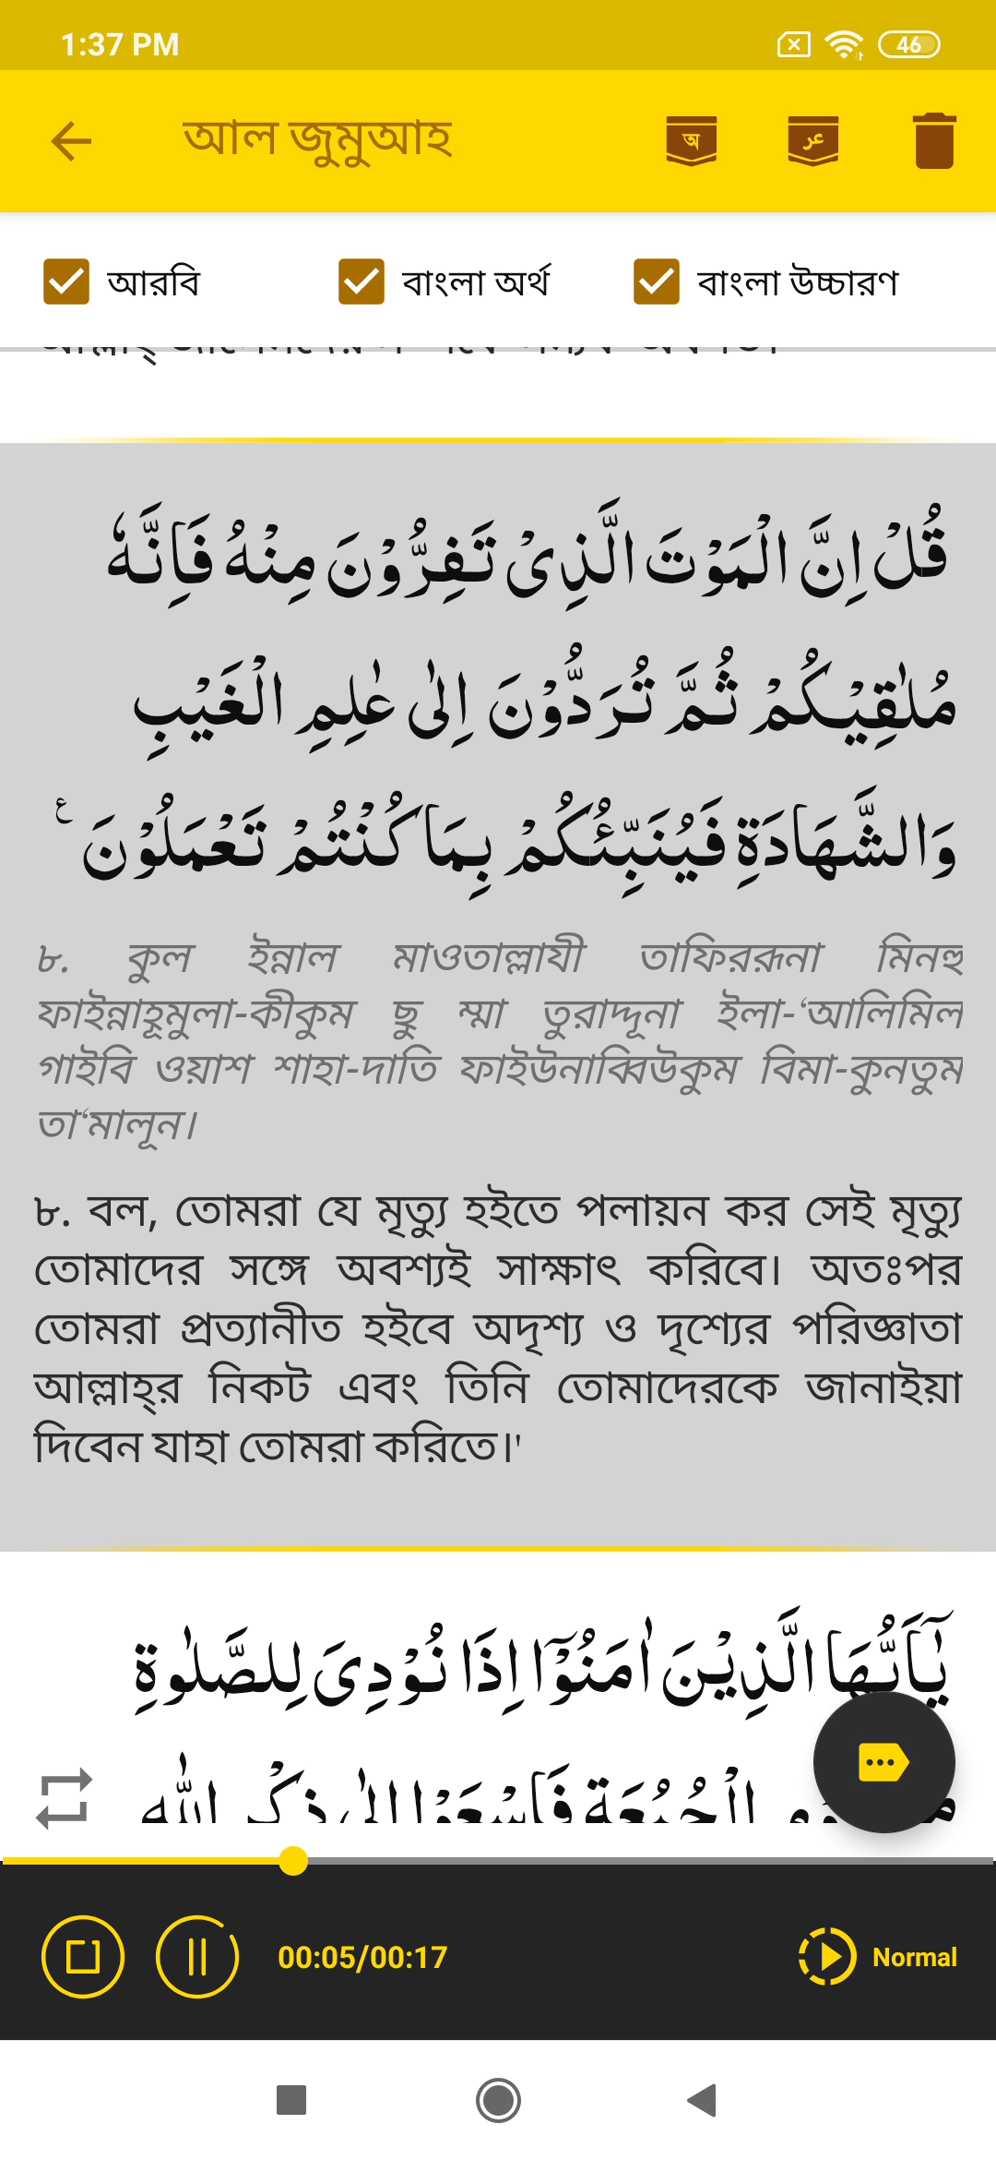 1:37 PM
46
আল জুমুআহ
অ
عر
আরবি
বাংলা অর্থ
বাংলা উচ্চারণ
قُلْ اِنَّ الْمَوْتَ الَّذِىْ تَفِرُّوْنَ مِنْهُ فَاِنَّهٗ
مُلٰقِيْكُمْ ثُمَّ تُرَدُّوْنَ اِلٰى عٰلِمِ الْغَيْبِ
وَالشَّهَادَةِ فَيُنَبِّئُكُمْ بِمَا كُنْتُمْ تَعْمَلُوْنَ ع
৮. কুল ইন্নাল মাওতাল্লাযী তাফিররূনা মিনহু
ফাইন্নাহূমুলা-কীকুম ছু ম্মা তুরাদ্দূনা ইলা-‘আলিমিল
গাইবি ওয়াশ শাহা-দাতি ফাইউনাব্বিউকুম বিমা-কুনতুম
তা‘মালূন।
৮. বল, তোমরা যে মৃত্যু হইতে পলায়ন কর সেই মৃত্যু
তোমাদের সঙ্গে অবশ্যই সাক্ষাৎ করিবে। অতঃপর
তোমরা প্রত্যানীত হইবে অদৃশ্য ও দৃশ্যের পরিজ্ঞাতা
আল্লাহ্‌র নিকট এবং তিনি তোমাদেরকে জানাইয়া
দিবেন যাহা তোমরা করিতে।'
يٰۤاَيُّهَا الَّذِيْنَ اٰمَنُوْۤا اِذَا نُوْدِىَ لِلصَّلٰوةِ
الْجُمُعَةِ فَاسْعَوْا اِلٰى ذِكْرِ اللّٰهِ
00:05/00:17
Normal